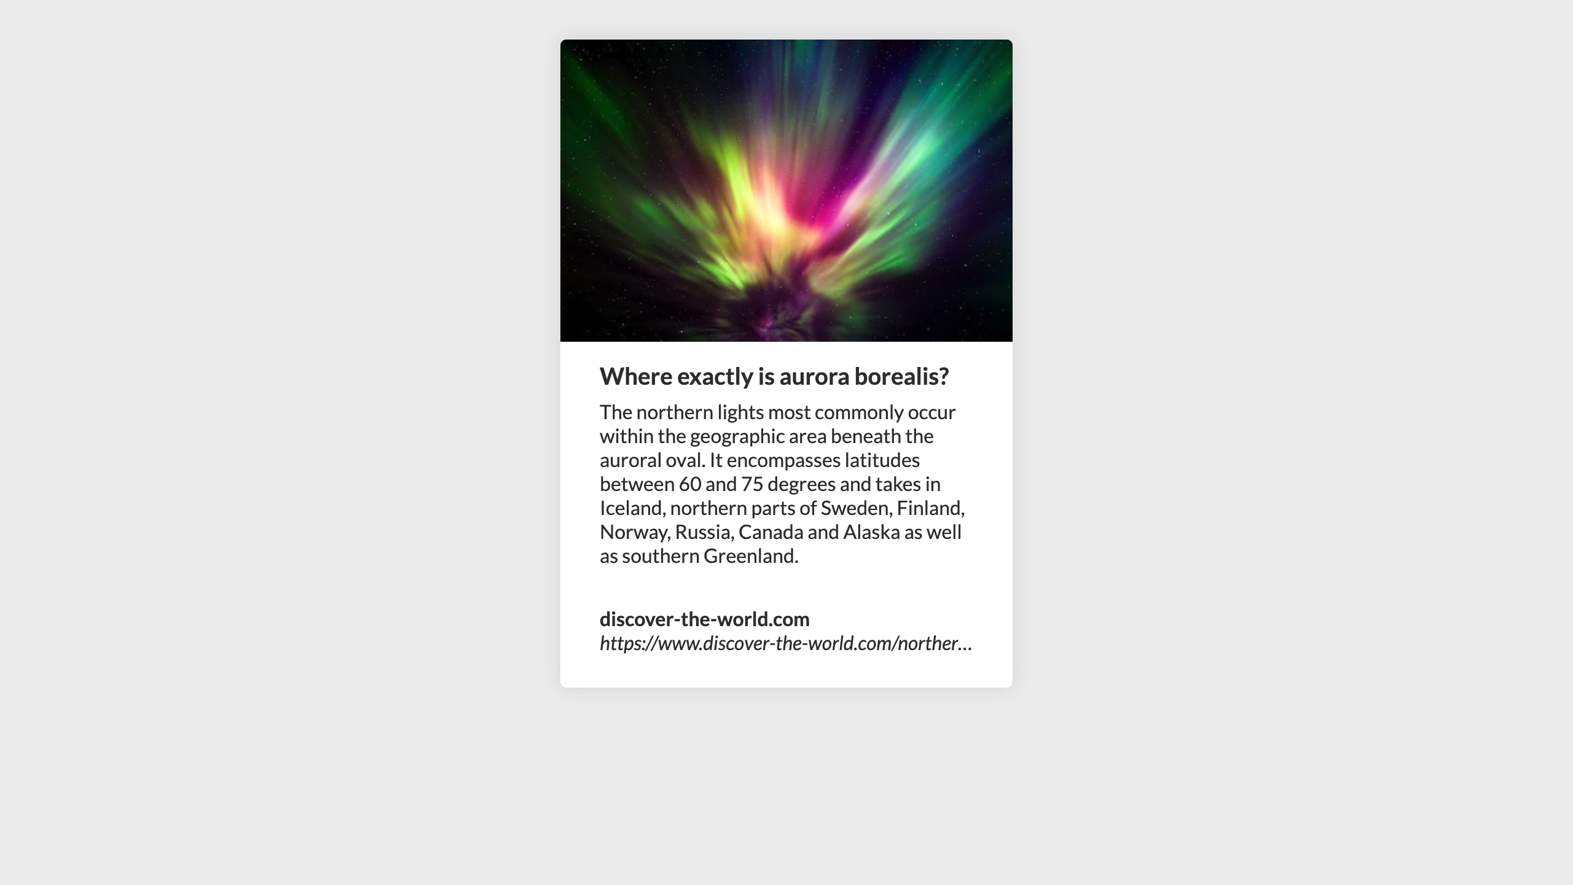 Where exactly is aurora borealis?
The northern lights most commonly occur
within the geographic area beneath the
auroral oval. It encompasses latitudes
between 60 and 75 degrees and takes in
Iceland, northern parts of Sweden, Finland,
Norway, Russia, Canada and Alaska as well
as southern Greenland.
discover-the-world.com
https://www.discover-the-world.com/norther...